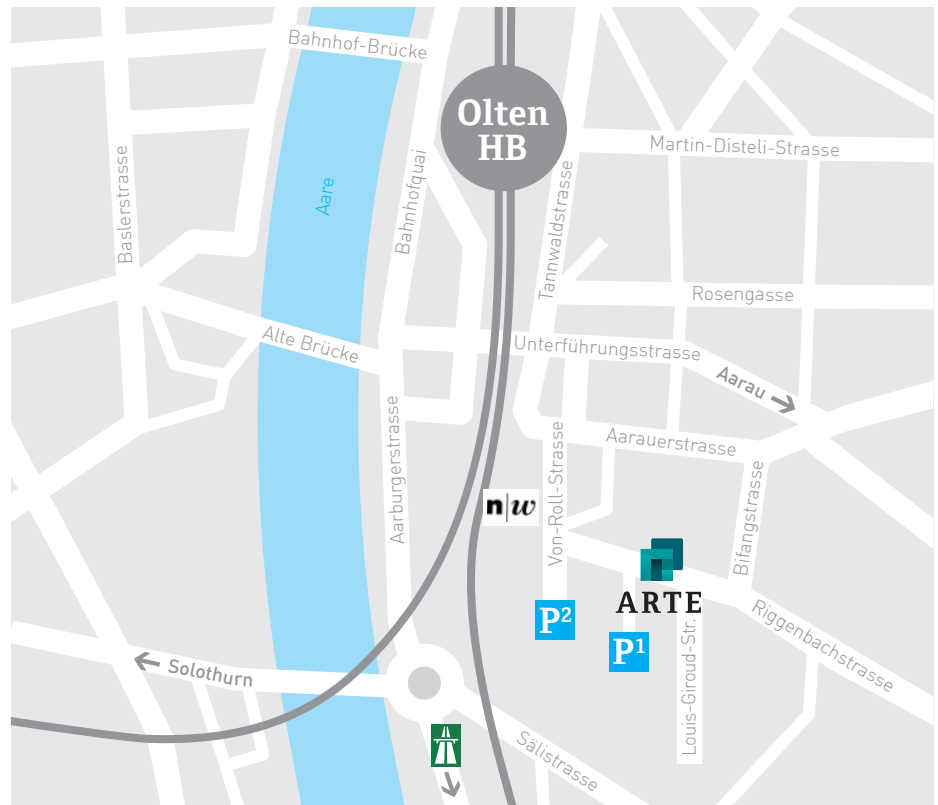 Bahnhof-Brücke
Olten
HB
Martin-Disteli-Strasse
Baslerstrasse
Aare
Bahnhofquai
Tannwaldstrasse
Rosengasse
Alte Brücke
Unterführungsstrasse
Aarau
Aarburgerstrasse
Von-Roll-Strasse
Aarauerstrasse
Bifangstrasse
n|w
ARTE
P²
P¹
Louis-Giroud-Str.
Riggenbachstrasse
Solothurn
Sälistrasse